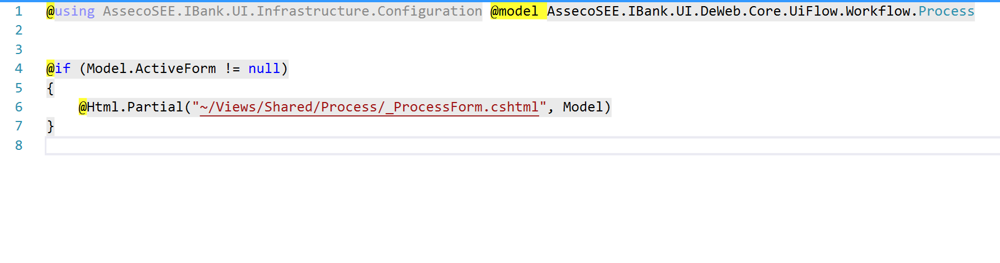 1 @using AssecoSEE.IBank.UI.Infrastructure.Configuration @model AssecoSEE.IBank.UI.DeWeb.Core.UiFlow.Workflow.Process
2
3
4 @if (Model.ActiveForm != null)
5 {
6     @Html.Partial("~/Views/Shared/Process/_ProcessForm.cshtml", Model)
7 }
8